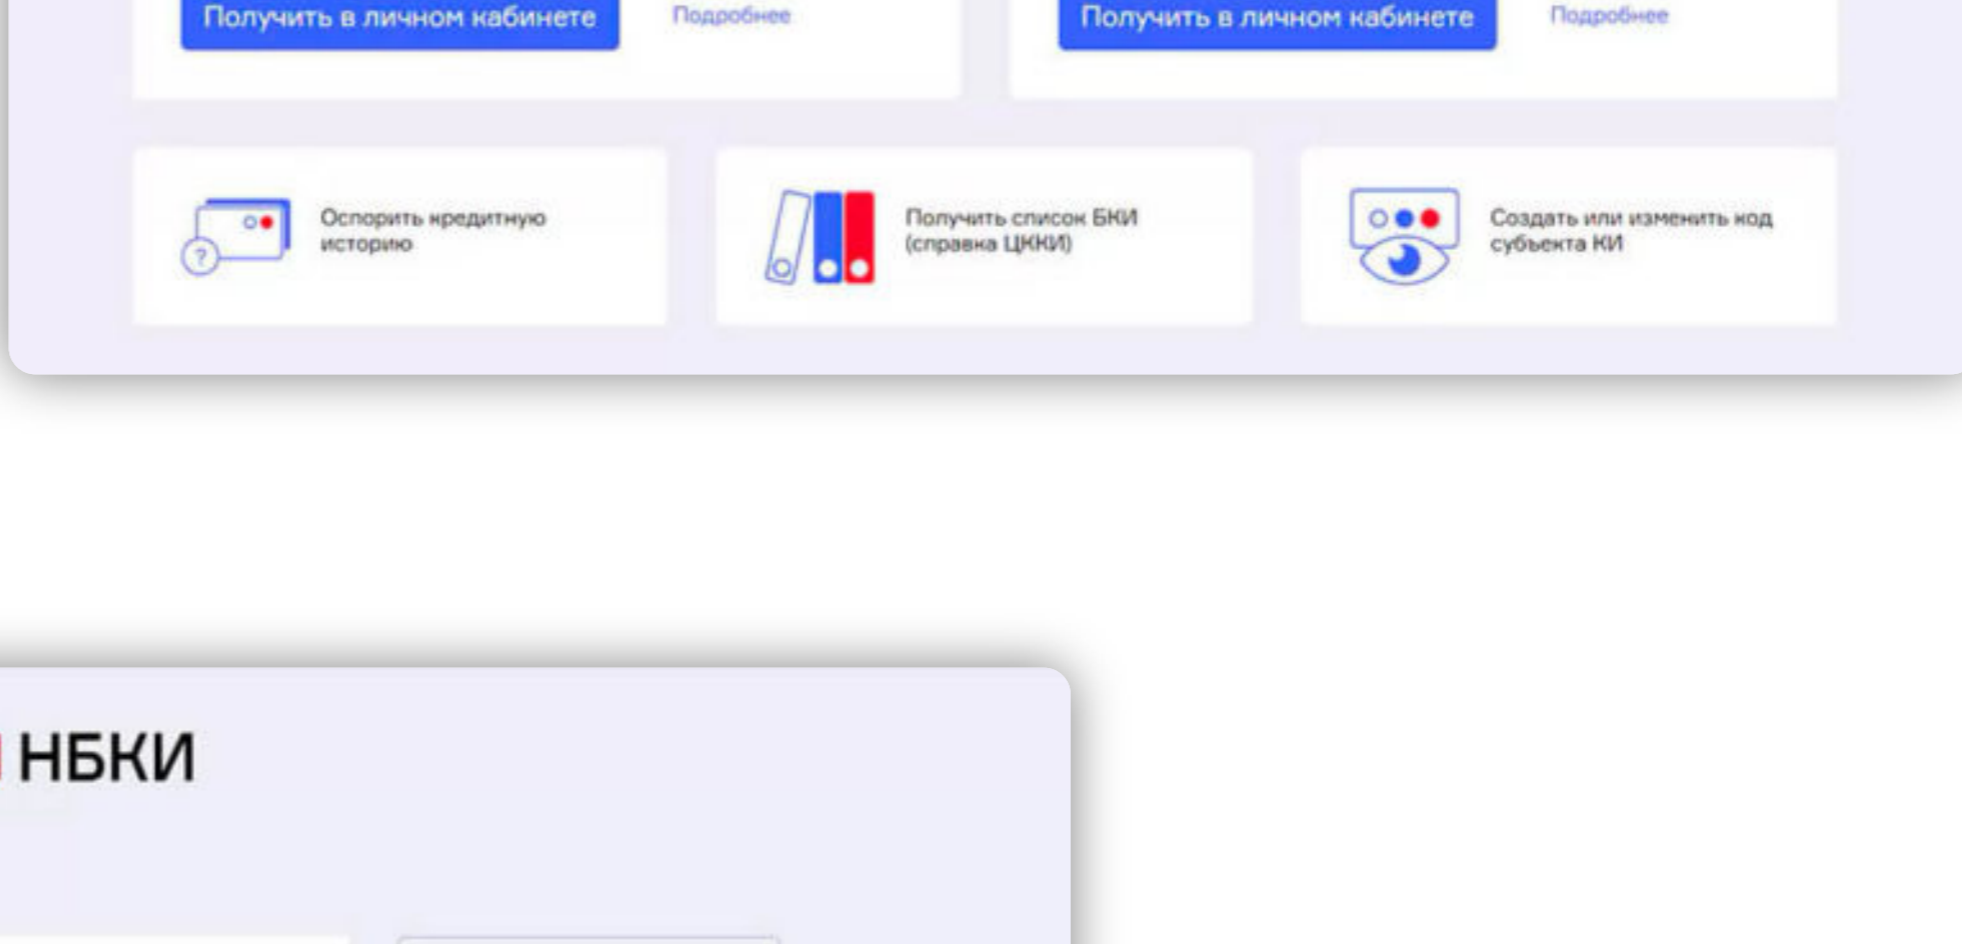 Получить в личном кабинете Подробнее Получить в личном кабинете Подробнее
Оспорить кредитную
историю
Получить список БКИ
(справка ЦККИ)
Создать или изменить код
субъекта КИ
?
НБКИ